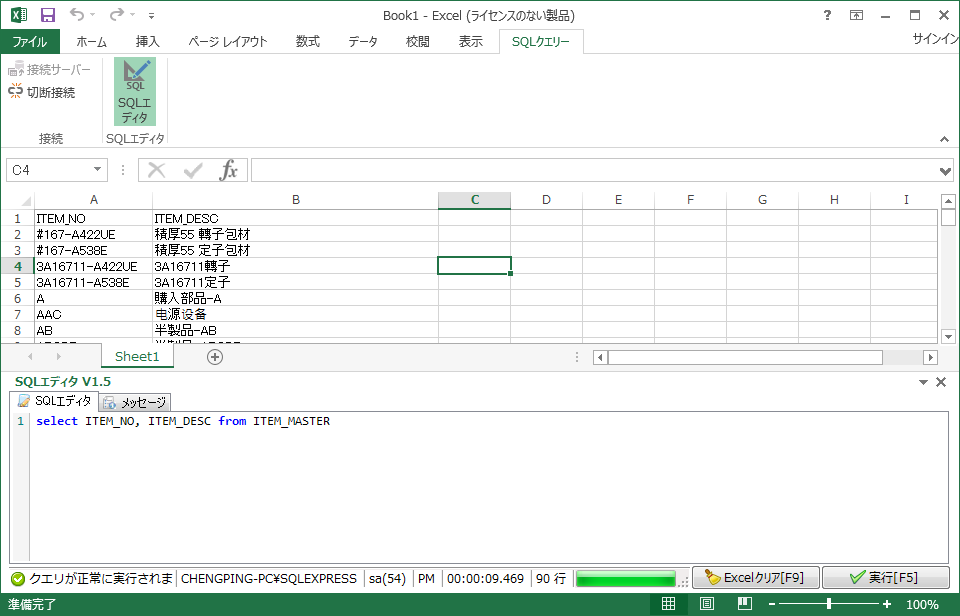 Book1 - Excel (ライセンスのない製品)
ファイル ホーム 挿入 ページ レイアウト 数式 データ 校閲 表示 SQLクエリー サインイン
接続サーバー
切断接続
SQL
SQLエ
ディタ
接続 SQLエディタ
C4 fx
A B C D E F G H I
1 ITEM_NO ITEM_DESC
2 #167-A422UE 積厚55 轉子包材
3 #167-A538E 積厚55 定子包材
4 3A16711-A422UE 3A16711轉子
5 3A16711-A538E 3A16711定子
6 A 購入部品-A
7 AAC 电源设备
8 AB 半製品-AB
Sheet1
SQLエディタ V1.5
SQLエディタ メッセージ
1 select ITEM_NO, ITEM_DESC from ITEM_MASTER
クエリが正常に実行されま CHENGPING-PC¥SQLEXPRESS sa(54) PM 00:00:09.469 90 行 Excelクリア[F9] 実行[F5]
準備完了 100%